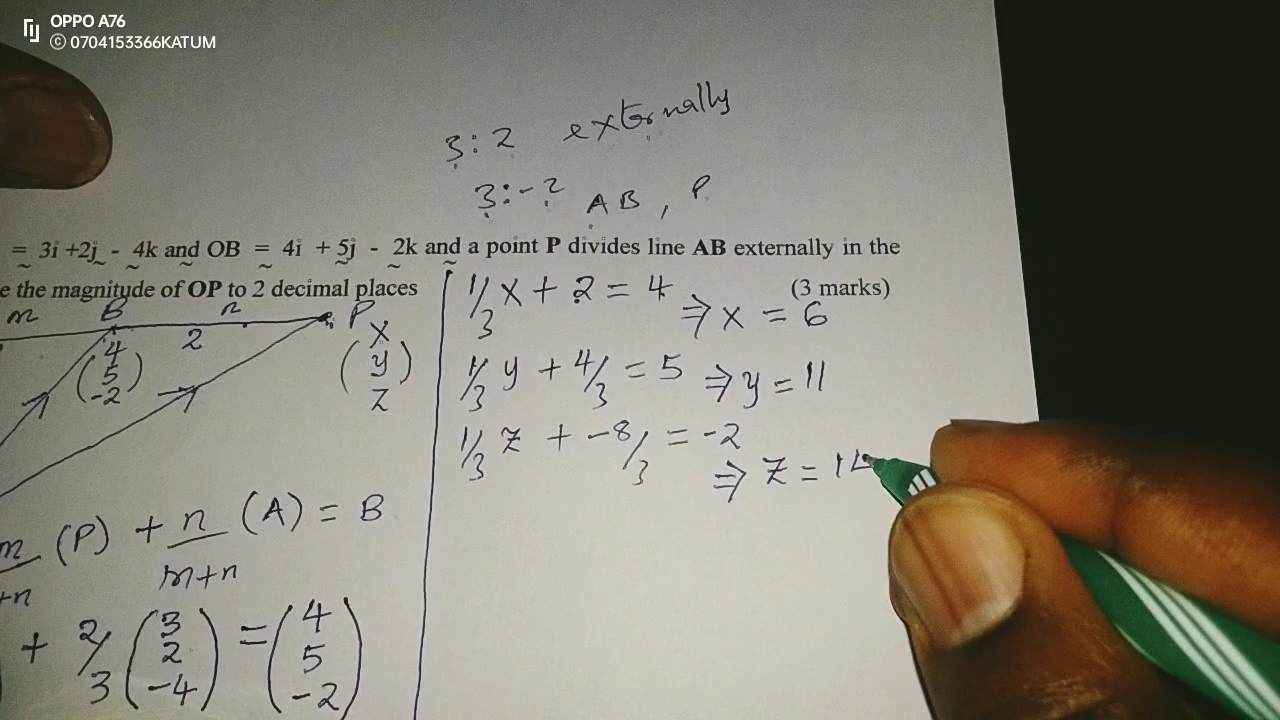 OPPO A76
© 0704153366KATUM
3:2 externally
3:-2 AB, P
= 3i +2j - 4k and OB = 4i + 5j - 2k and a point P divides line AB externally in the
e the magnitude of OP to 2 decimal places (3 marks)
m B n P
2
(4 5 -2)
(x y z)
m/+n (P) + n/m+n (A) = B
+ 2/3 (3 2 -4) = (4 5 -2)
1/3 x + 2 = 4
⇒ x = 6
1/3 y + 4/3 = 5 ⇒ y = 11
1/3 z + -8/3 = -2
⇒ z =